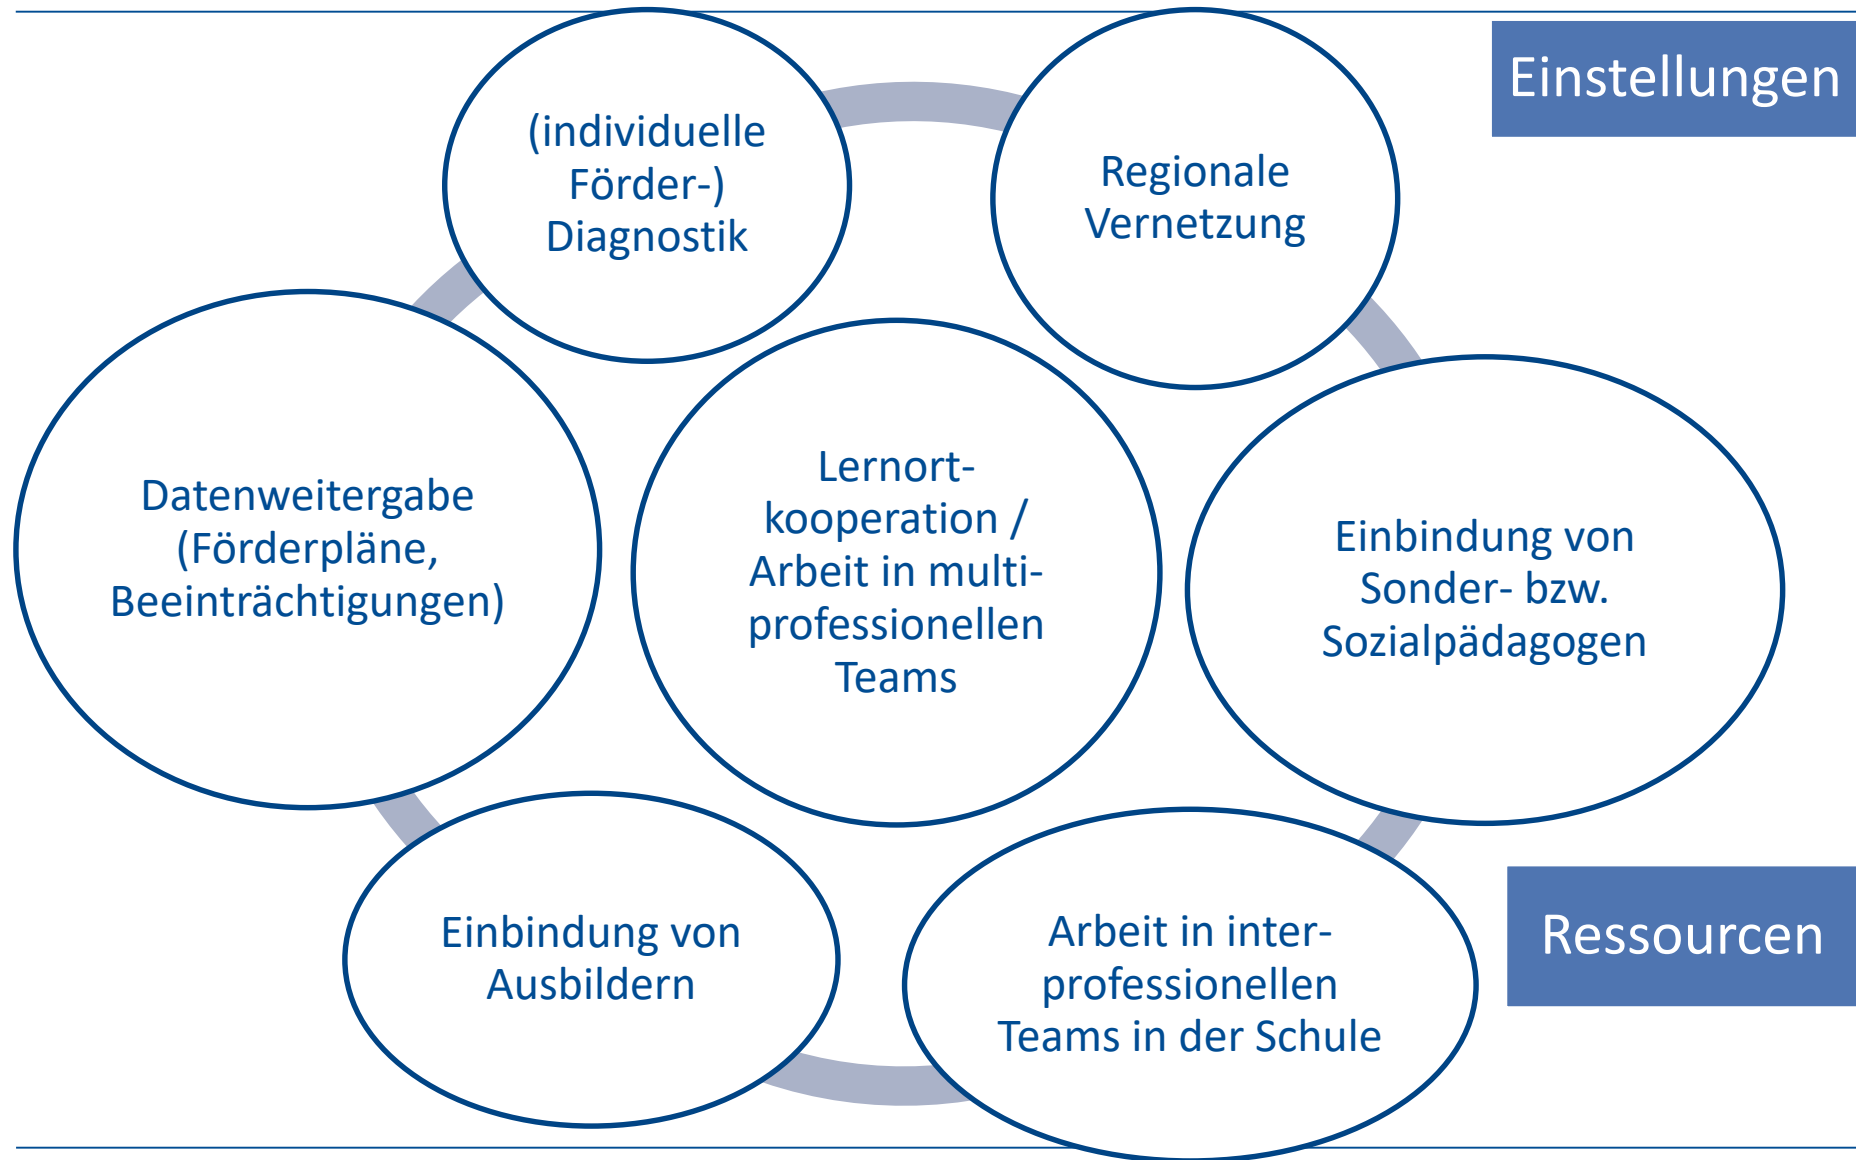 Einstellungen
(individuelle
Förder-)
Diagnostik
Regionale
Vernetzung
Datenweitergabe
(Förderpläne,
Beeinträchtigungen)
Lernort-
kooperation /
Arbeit in multi-
professionellen
Teams
Einbindung von
Sonder- bzw.
Sozialpädagogen
Einbindung von
Ausbildern
Arbeit in inter-
professionellen
Teams in der Schule
Ressourcen